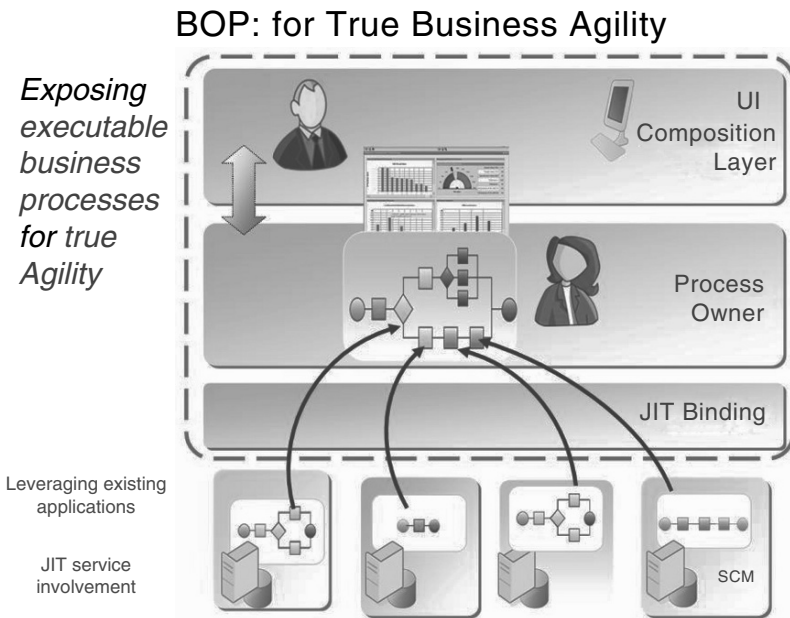 BOP: for True Business Agility
Exposing
executable
business
processes
for true
Agility
UI
Composition
Layer
Process
Owner
JIT Binding
Leveraging existing
applications
JIT service
involvement
SCM